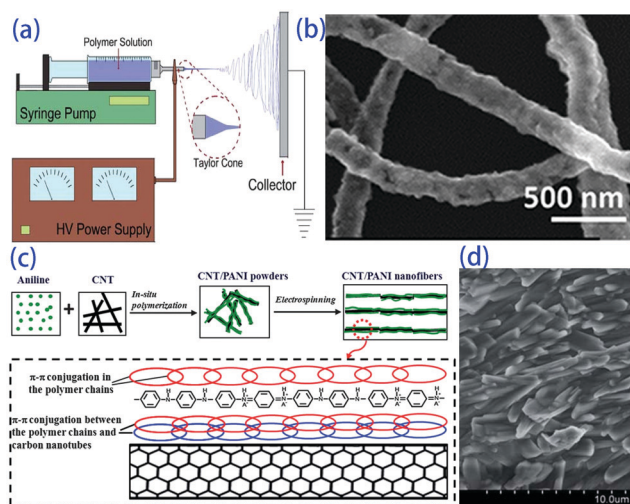 (a)
Polymer Solution
Syringe Pump
Taylor Cone
HV Power Supply
Collector
(b)
500 nm
(c)
Aniline
CNT
CNT/PANI powders
CNT/PANI nanofibers
+
In-situ
polymerization
Electrospinning
π-π conjugation in
the polymer chains
H H H H H H H H
N N N N N N N N
A⁻ A⁻ A⁻ A⁻
π-π conjugation between
the polymer chains and
carbon nanotubes
(d)
10.0µm